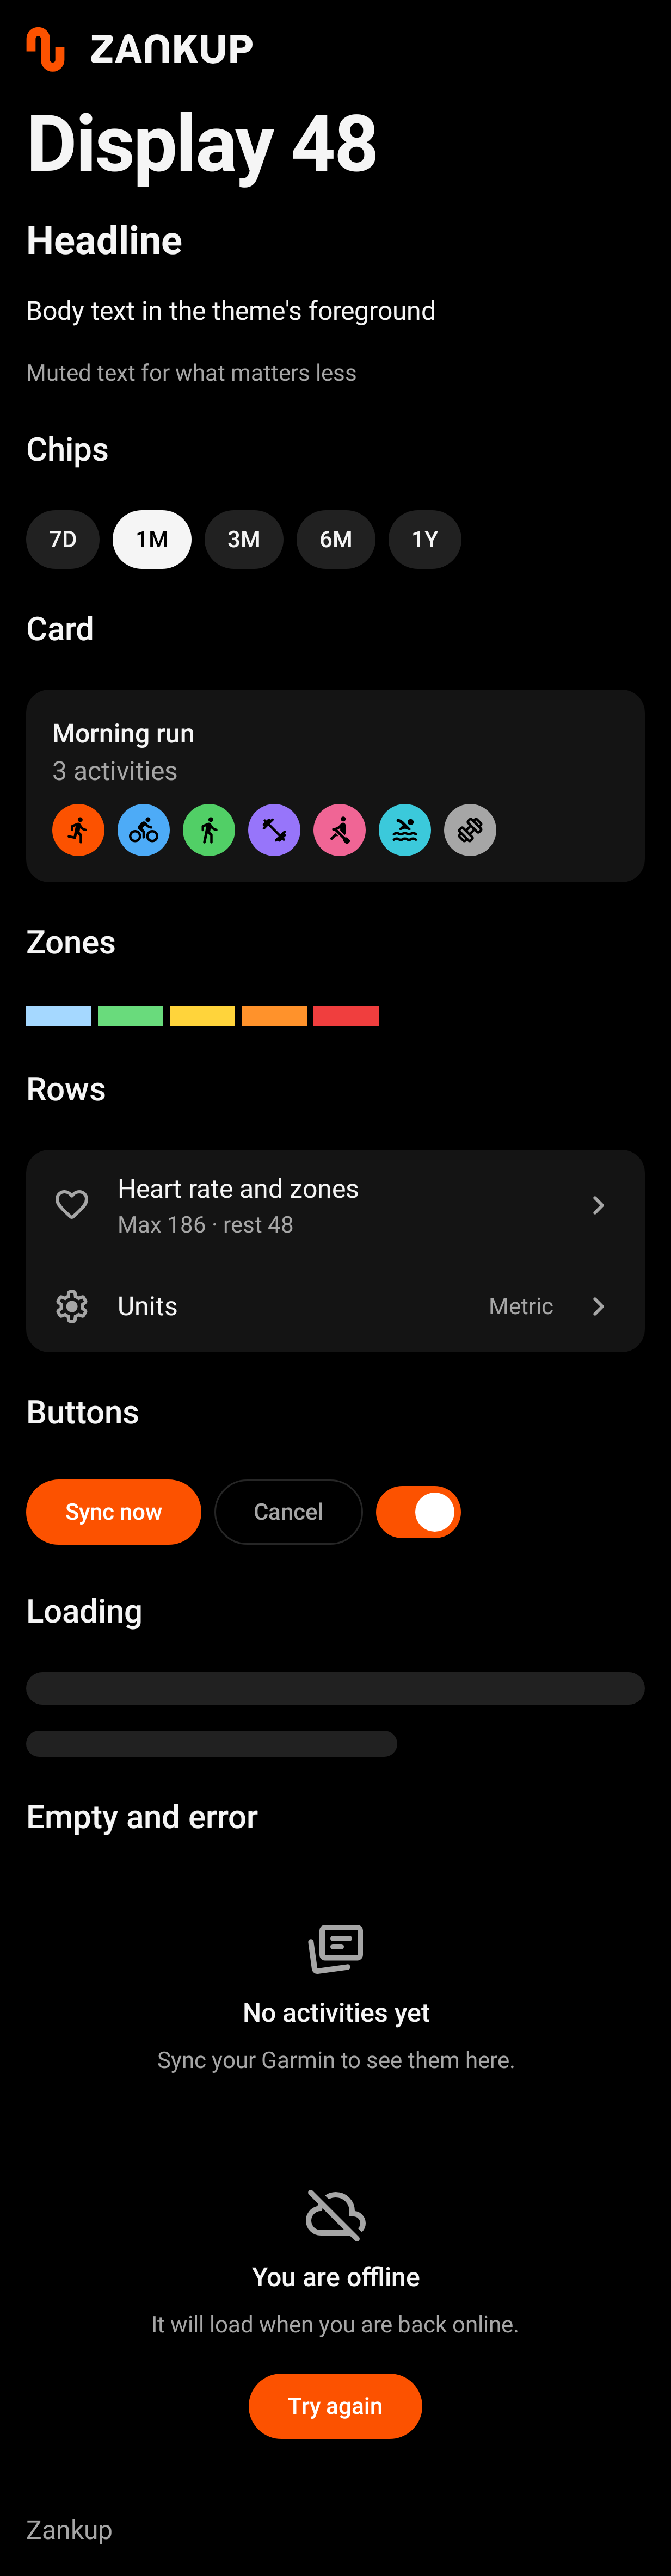 ZANKUP
Display 48
Headline
Body text in the theme's foreground
Muted text for what matters less
Chips
7D 1M 3M 6M 1Y
Card
Morning run
3 activities
Zones
Rows
Heart rate and zones
Max 186 · rest 48
Units Metric
Buttons
Sync now Cancel
Loading
Empty and error
No activities yet
Sync your Garmin to see them here.
You are offline
It will load when you are back online.
Try again
Zankup